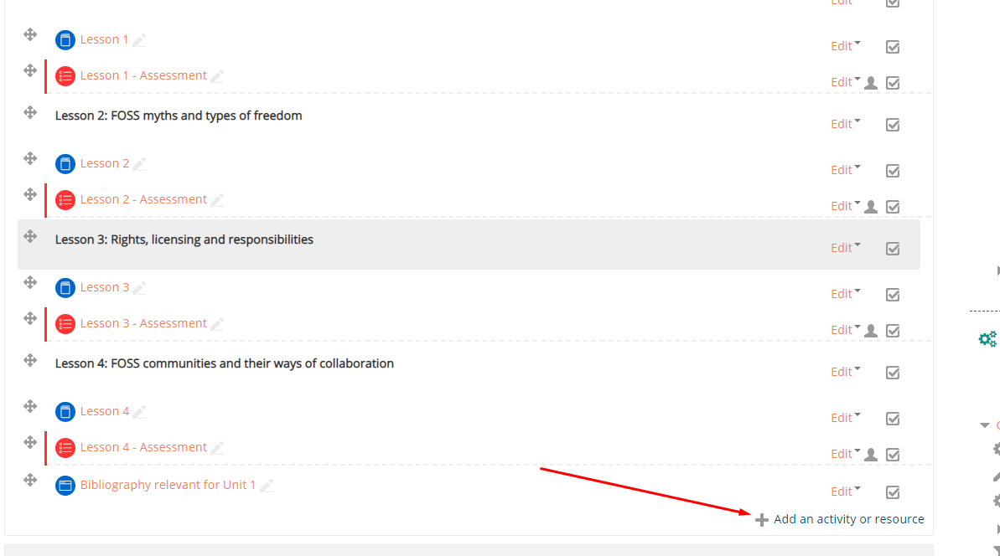 Edit
Lesson 1
Edit
Lesson 1 - Assessment
Edit
Lesson 2: FOSS myths and types of freedom
Edit
Lesson 2
Edit
Lesson 2 - Assessment
Edit
Lesson 3: Rights, licensing and responsibilities
Edit
Lesson 3
Edit
Lesson 3 - Assessment
Edit
Lesson 4: FOSS communities and their ways of collaboration
Edit
Lesson 4
Edit
Lesson 4 - Assessment
Edit
Bibliography relevant for Unit 1
Edit
Add an activity or resource